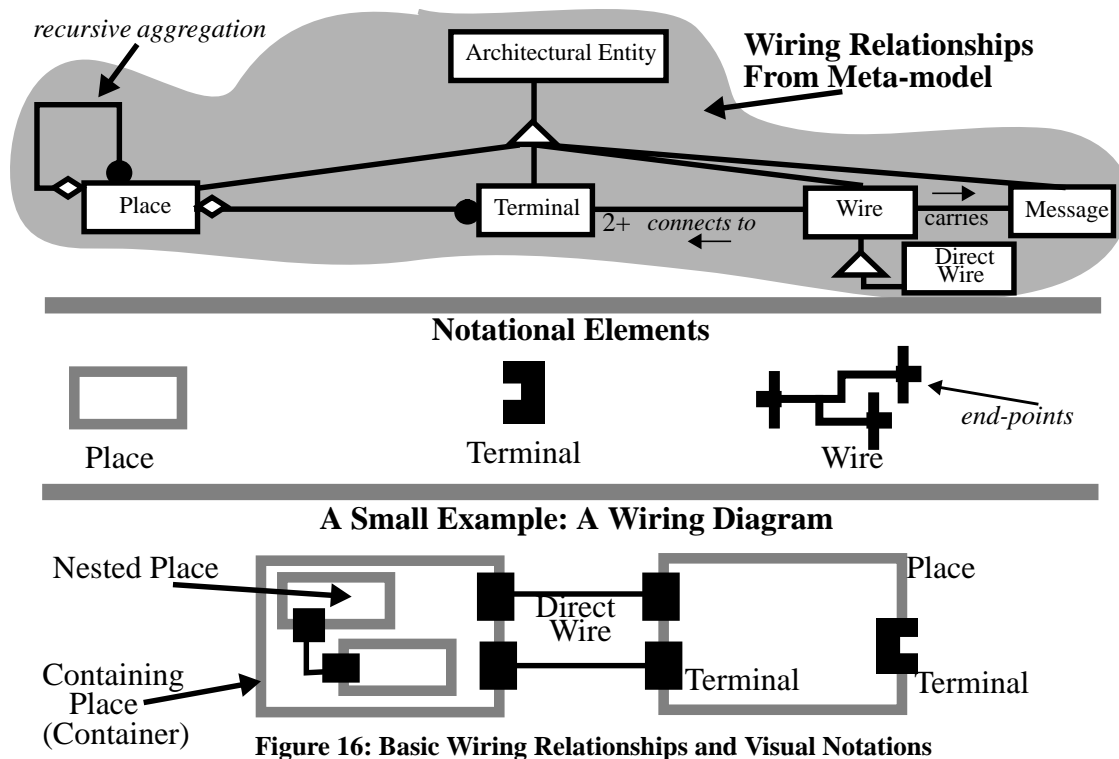 recursive aggregation
Architectural Entity
Wiring Relationships
From Meta-model
Place
Terminal
Wire
Message
2+
connects to
carries
Direct
Wire
Notational Elements
end-points
Place
Terminal
Wire
A Small Example: A Wiring Diagram
Nested Place
Place
Direct
Wire
Containing
Place
(Container)
Terminal
Terminal
Figure 16: Basic Wiring Relationships and Visual Notations